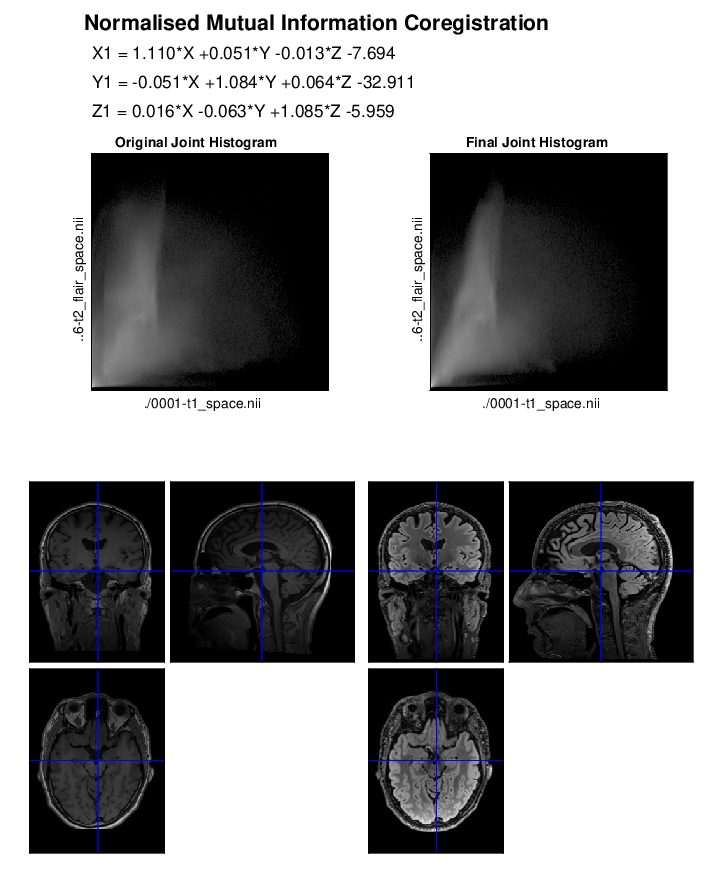 Normalised Mutual Information Coregistration
X1 = 1.110*X +0.051*Y -0.013*Z -7.694
Y1 = -0.051*X +1.084*Y +0.064*Z -32.911
Z1 = 0.016*X -0.063*Y +1.085*Z -5.959
Original Joint Histogram
Final Joint Histogram
..6-t2_flair_space.nii
..6-t2_flair_space.nii
./0001-t1_space.nii
./0001-t1_space.nii